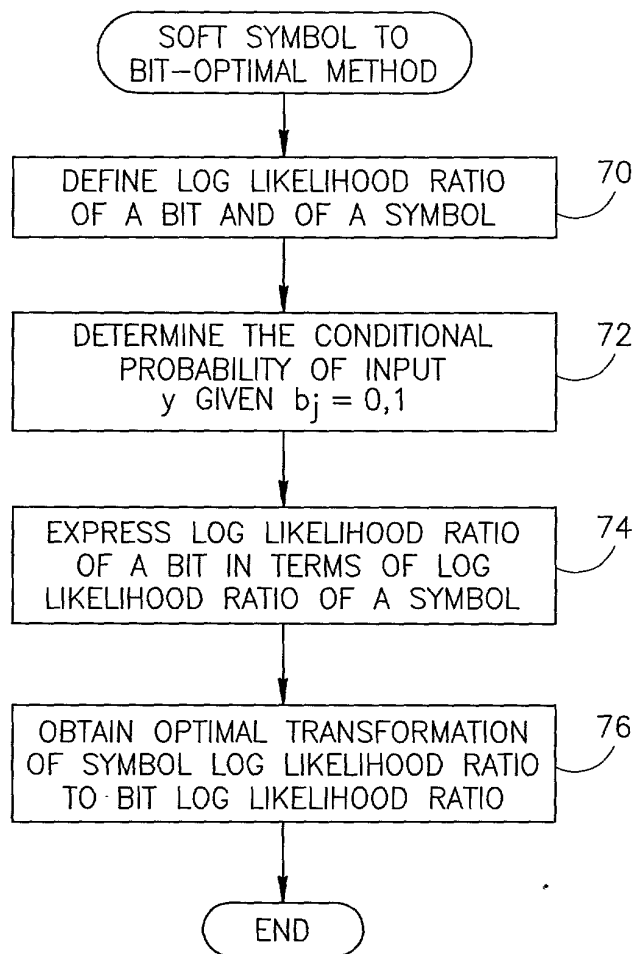 SOFT SYMBOL TO
BIT-OPTIMAL METHOD
DEFINE LOG LIKELIHOOD RATIO
OF A BIT AND OF A SYMBOL
70
DETERMINE THE CONDITIONAL
PROBABILITY OF INPUT
y GIVEN bj = 0,1
72
EXPRESS LOG LIKELIHOOD RATIO
OF A BIT IN TERMS OF LOG
LIKELIHOOD RATIO OF A SYMBOL
74
OBTAIN OPTIMAL TRANSFORMATION
OF SYMBOL LOG LIKELIHOOD RATIO
TO BIT LOG LIKELIHOOD RATIO
76
END